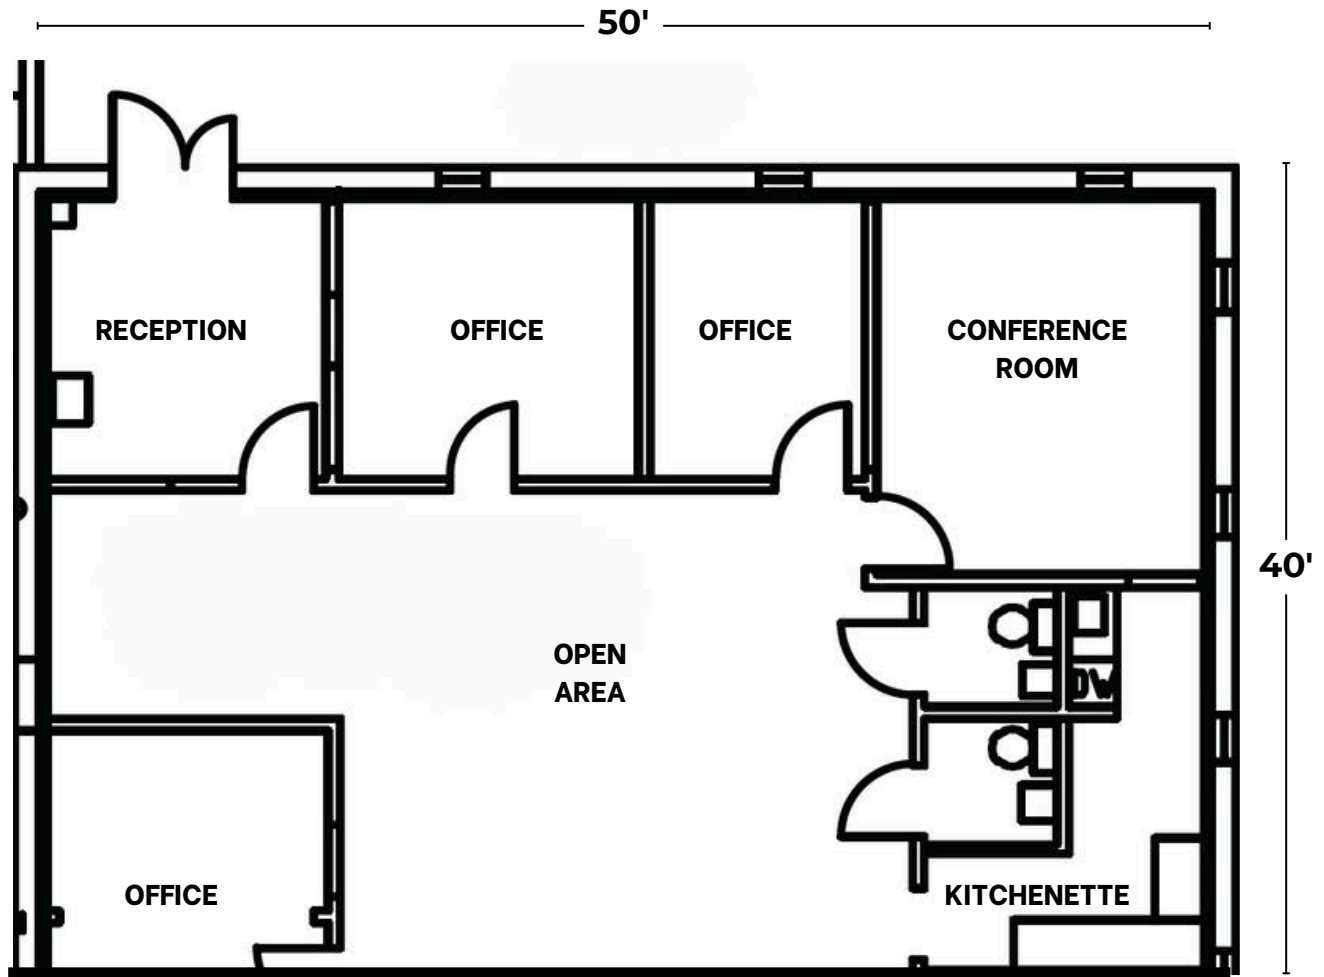 50'
RECEPTION
OFFICE
OFFICE
CONFERENCE
ROOM
40'
OPEN
AREA
DW
OFFICE
KITCHENETTE